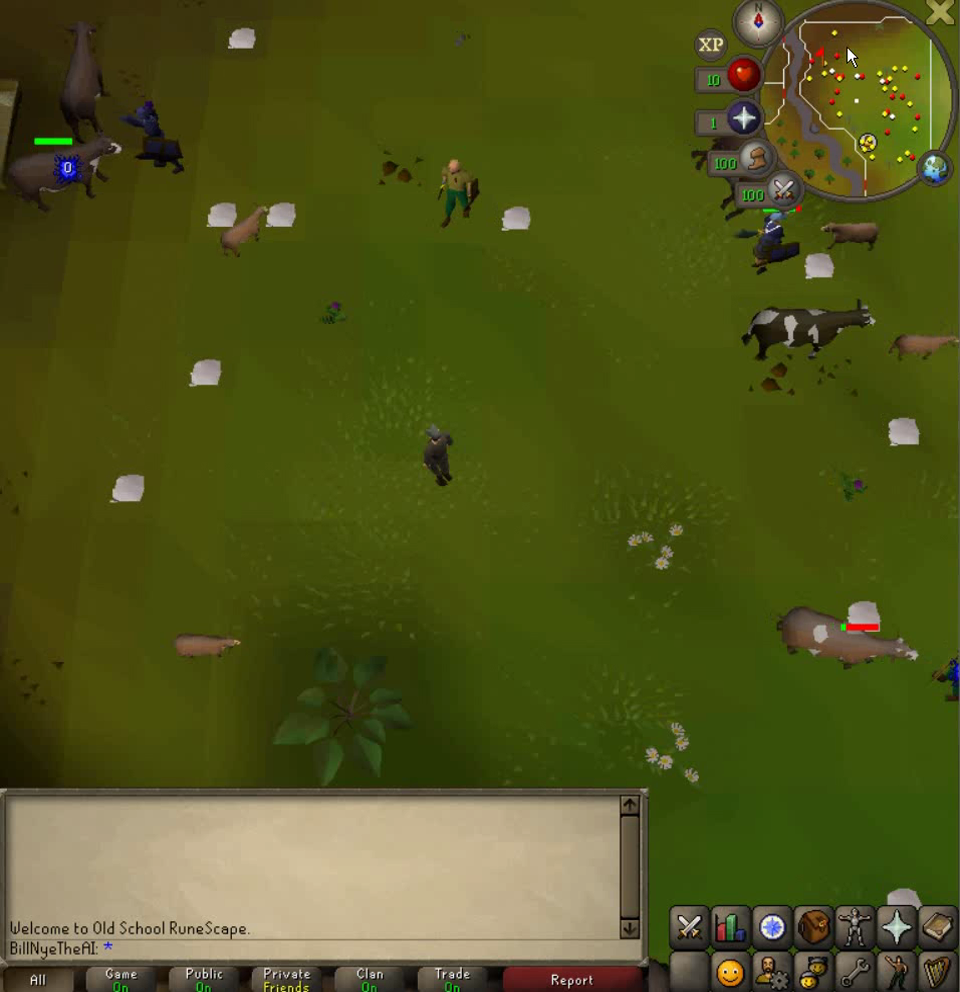 N
XP
10
1
100
100
0
Welcome to Old School RuneScape.
BillNyeTheAI: *
All
Game
On
Public
On
Private
Friends
Clan
On
Trade
On
Report